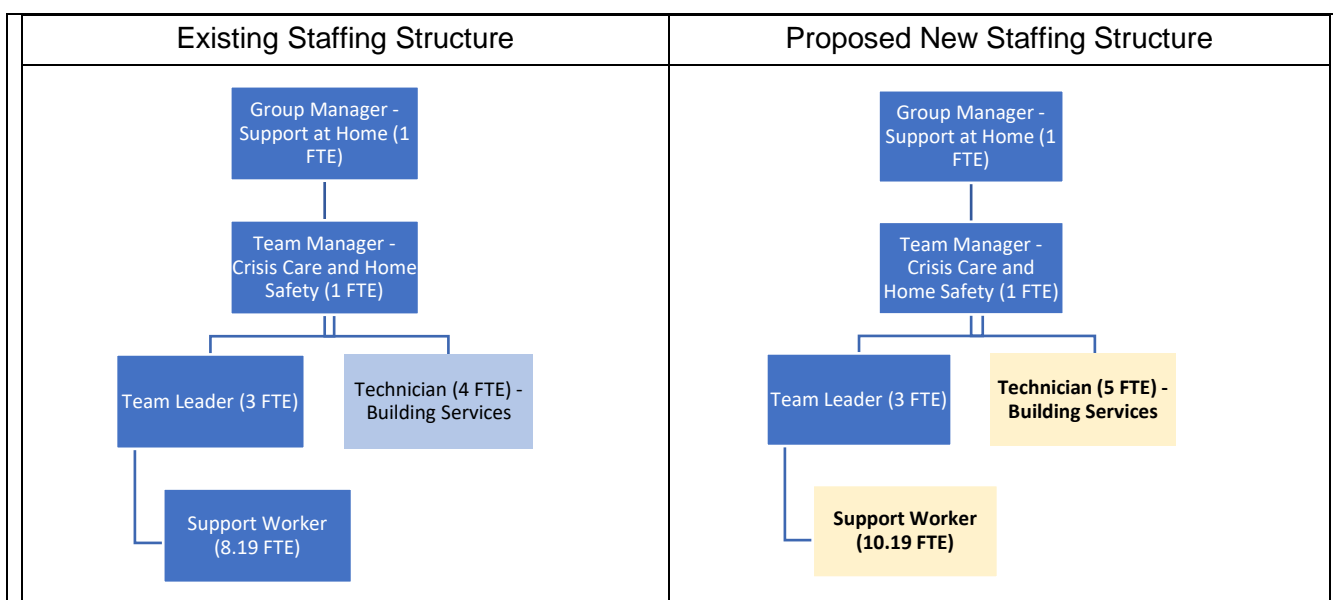 Existing Staffing Structure
Group Manager -
Support at Home (1
FTE)
Team Manager -
Crisis Care and Home
Safety (1 FTE)
Team Leader (3 FTE)
Technician (4 FTE) -
Building Services
Support Worker
(8.19 FTE)
Proposed New Staffing Structure
Group Manager -
Support at Home (1
FTE)
Team Manager -
Crisis Care and
Home Safety (1 FTE)
Team Leader (3 FTE)
Technician (5 FTE) -
Building Services
Support Worker
(10.19 FTE)